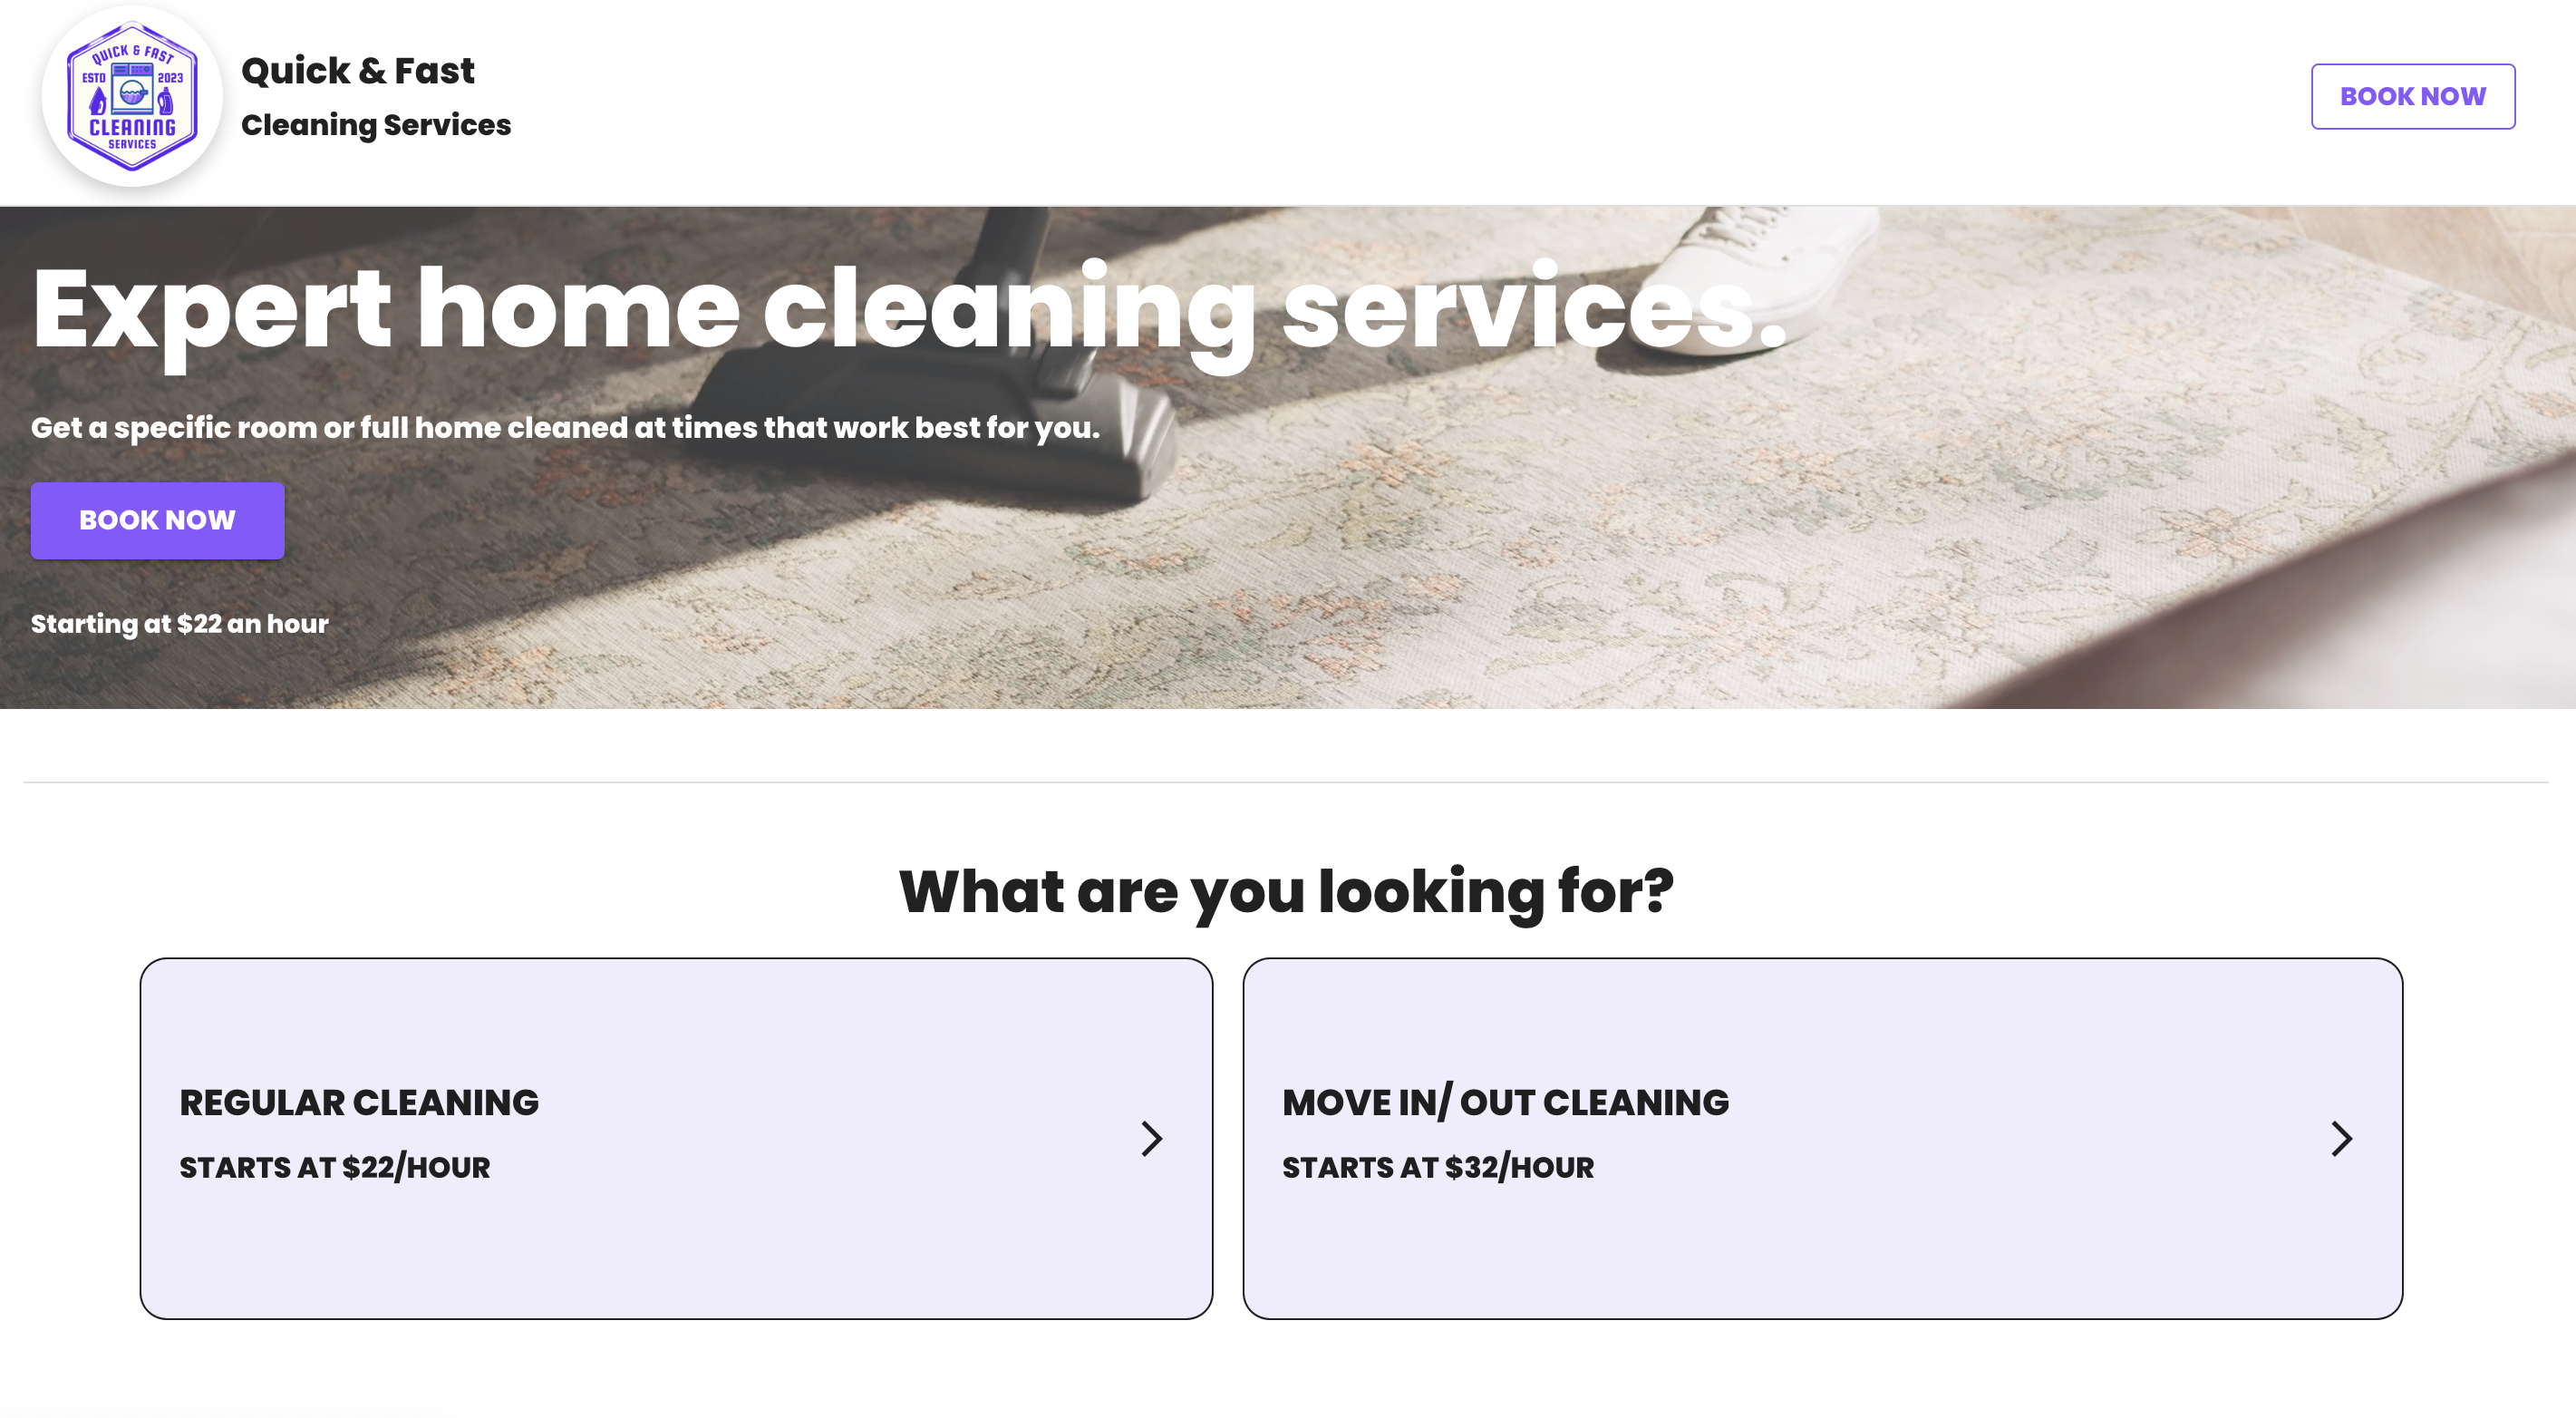 QUICK & FAST
ESTD 2023
CLEANING
SERVICES
Quick & Fast
Cleaning Services
BOOK NOW
Expert home cleaning services.
Get a specific room or full home cleaned at times that work best for you.
BOOK NOW
Starting at $22 an hour
What are you looking for?
REGULAR CLEANING
STARTS AT $22/HOUR
MOVE IN/ OUT CLEANING
STARTS AT $32/HOUR